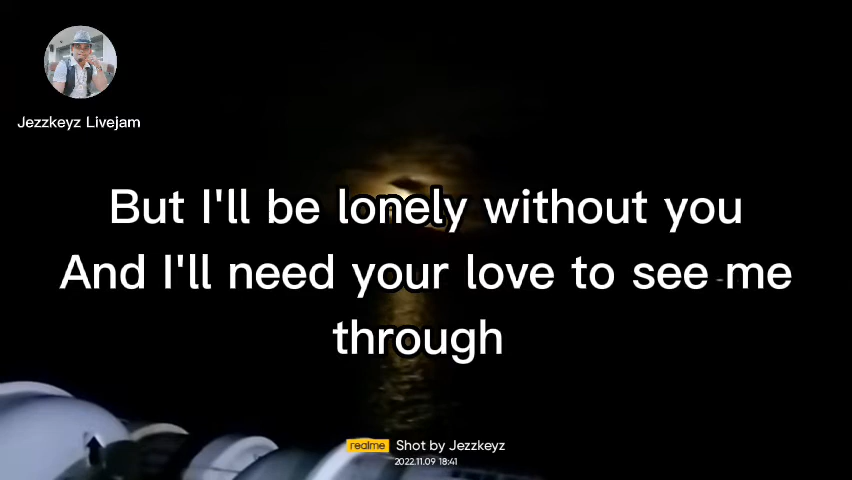 Jezzkeyz Livejam
But I'll be lonely without you
And I'll need your love to see me
through
realme Shot by Jezzkeyz
2022.11.09 18:41